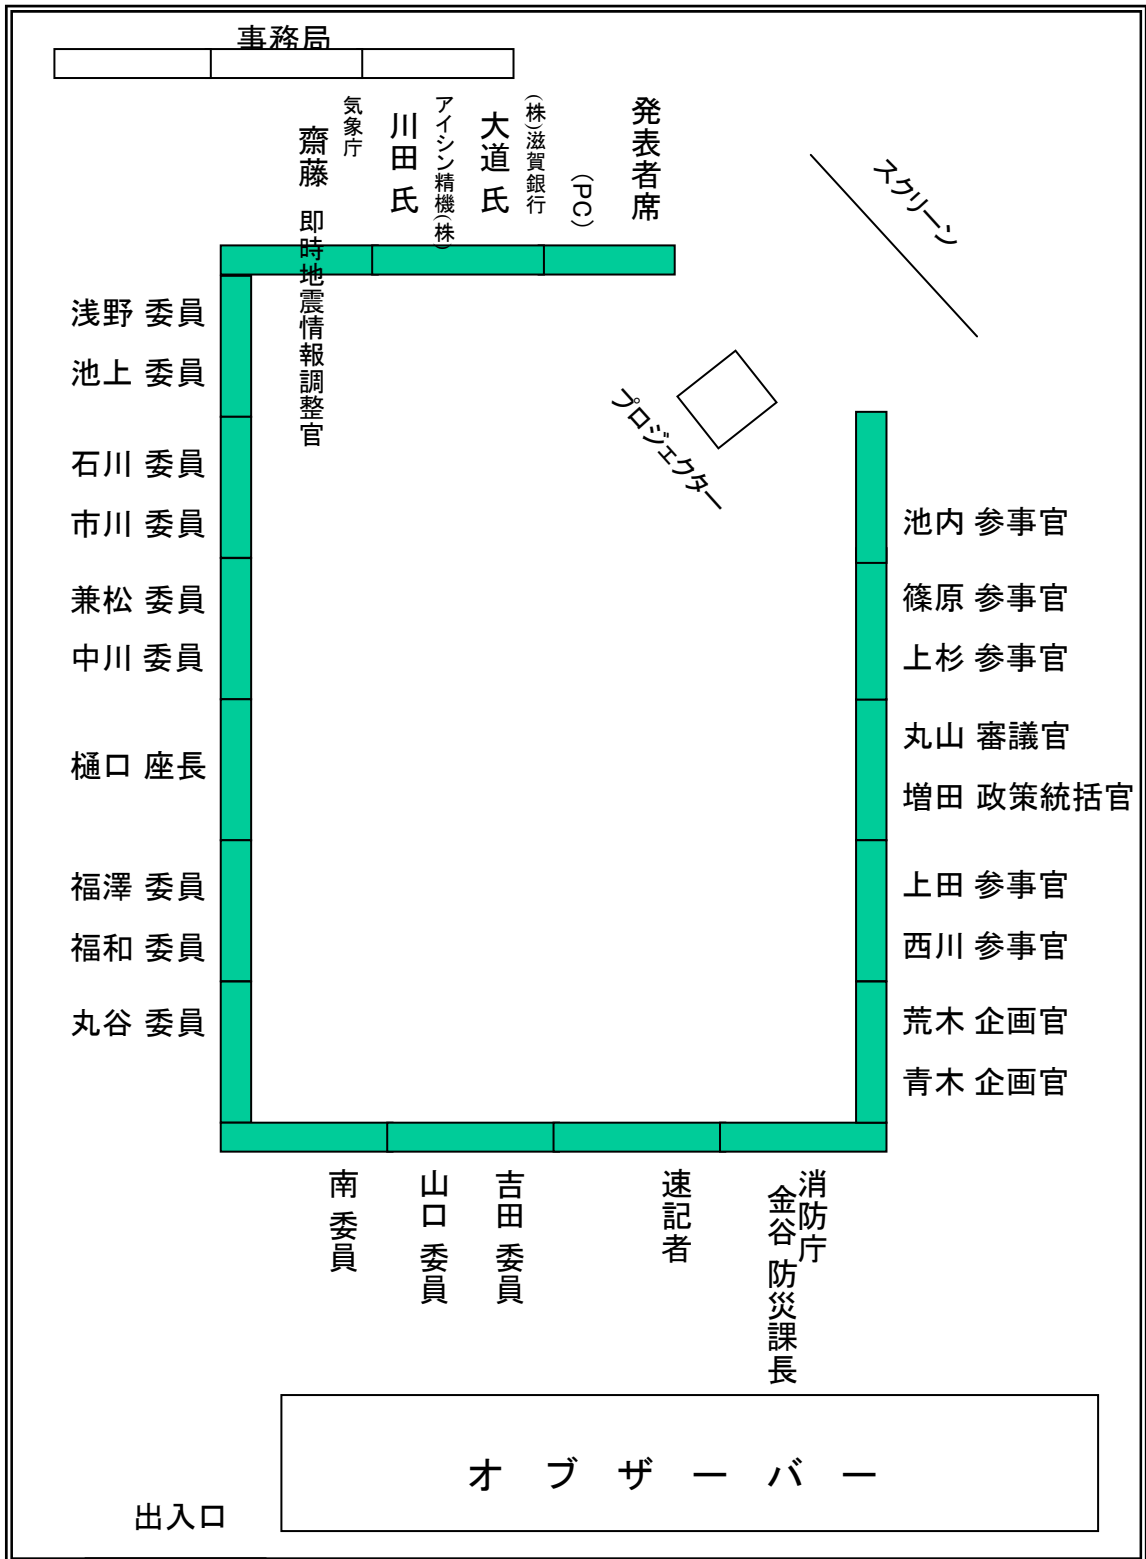 事務局
気象庁
齋藤 即時地震情報調整官
アイシン精機(株)
川田 氏
(株)滋賀銀行
大道 氏
(PC)
発表者席
スクリーン
プロジェクター
浅野 委員
池上 委員
石川 委員
市川 委員
兼松 委員
中川 委員
樋口 座長
福澤 委員
福和 委員
丸谷 委員
池内 参事官
篠原 参事官
上杉 参事官
丸山 審議官
増田 政策統括官
上田 参事官
西川 参事官
荒木 企画官
青木 企画官
南 委員
山口 委員
吉田 委員
速記者
消防庁
金谷 防災課長
オブザーバー
出入口